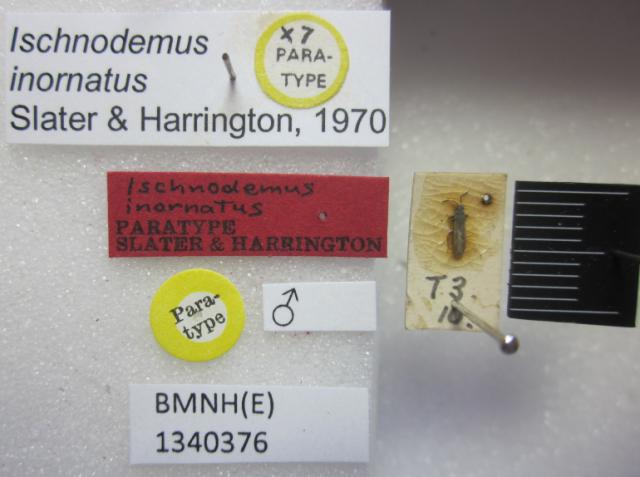 Ischnodemus
inornatus
Slater & Harrington, 1970
x7
PARA-
TYPE
Ischnodemus
inornatus
PARATYPE
SLATER & HARRINGTON
Para-
type
♂
BMNH(E)
1340376
T3